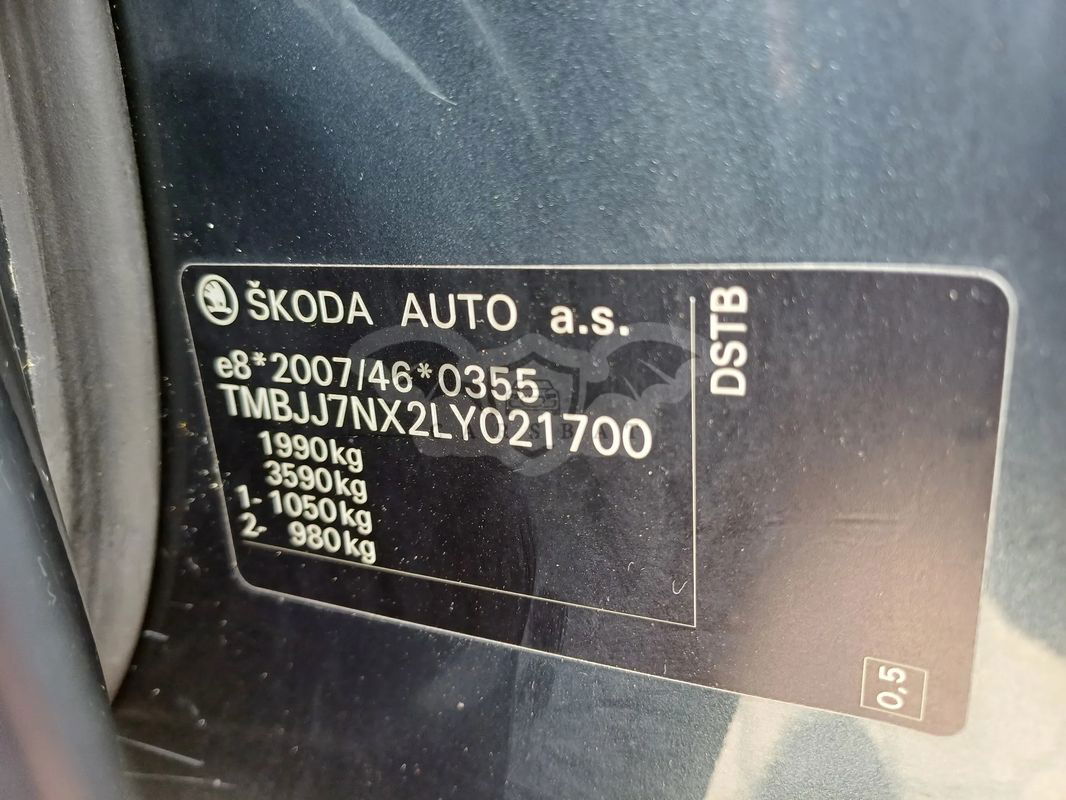 ŠKODA AUTO a.s.
e8*2007/46*0355
TMBJJ7NX2LY021700
1990kg
3590kg
1- 1050kg
2- 980kg
DSTB
0,5